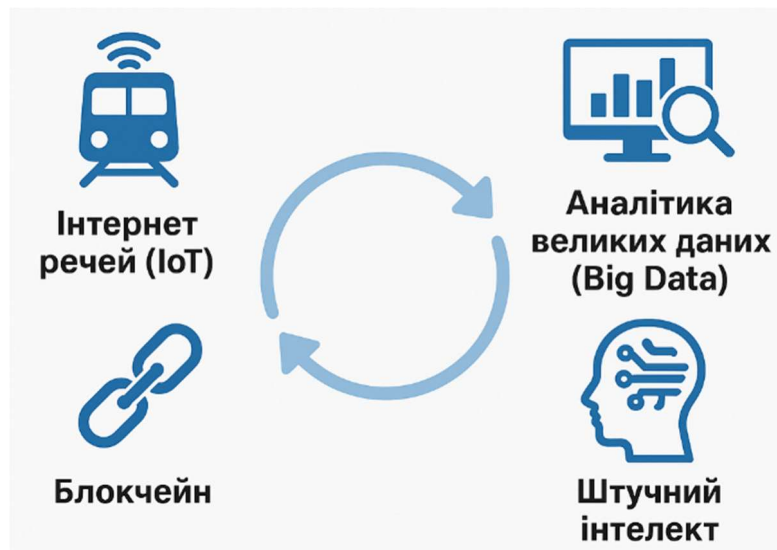 Інтернет
речей (IoT)
Аналітика
великих даних
(Big Data)
Блокчейн
Штучний
інтелект